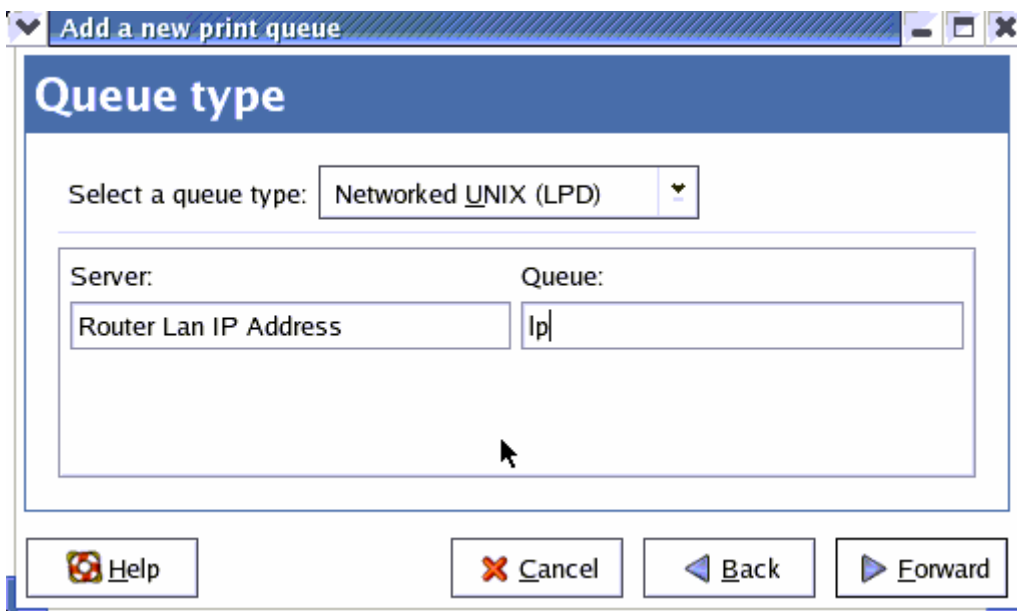 Add a new print queue
Queue type
Select a queue type: Networked UNIX (LPD)
Server: Queue:
Router Lan IP Address lp
Help Cancel Back Forward